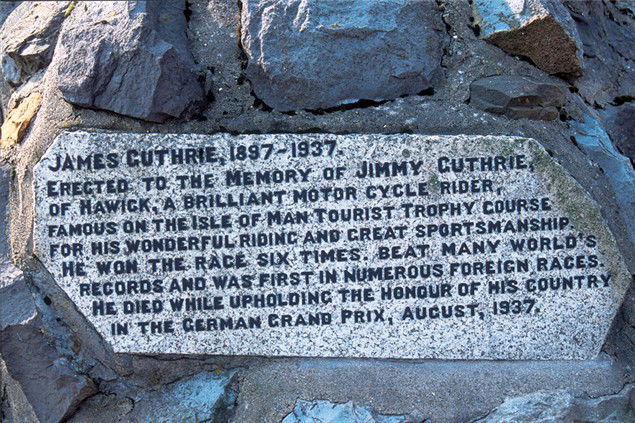 JAMES GUTHRIE, 1897-1937.
ERECTED TO THE MEMORY OF JIMMY GUTHRIE,
OF HAWICK, A BRILLIANT MOTOR CYCLE RIDER,
FAMOUS ON THE ISLE OF MAN TOURIST TROPHY COURSE
FOR HIS WONDERFUL RIDING AND GREAT SPORTSMANSHIP.
HE WON THE RACE SIX TIMES, BEAT MANY WORLD'S
RECORDS AND WAS FIRST IN NUMEROUS FOREIGN RACES.
HE DIED WHILE UPHOLDING THE HONOUR OF HIS COUNTRY
IN THE GERMAN GRAND PRIX, AUGUST, 1937.